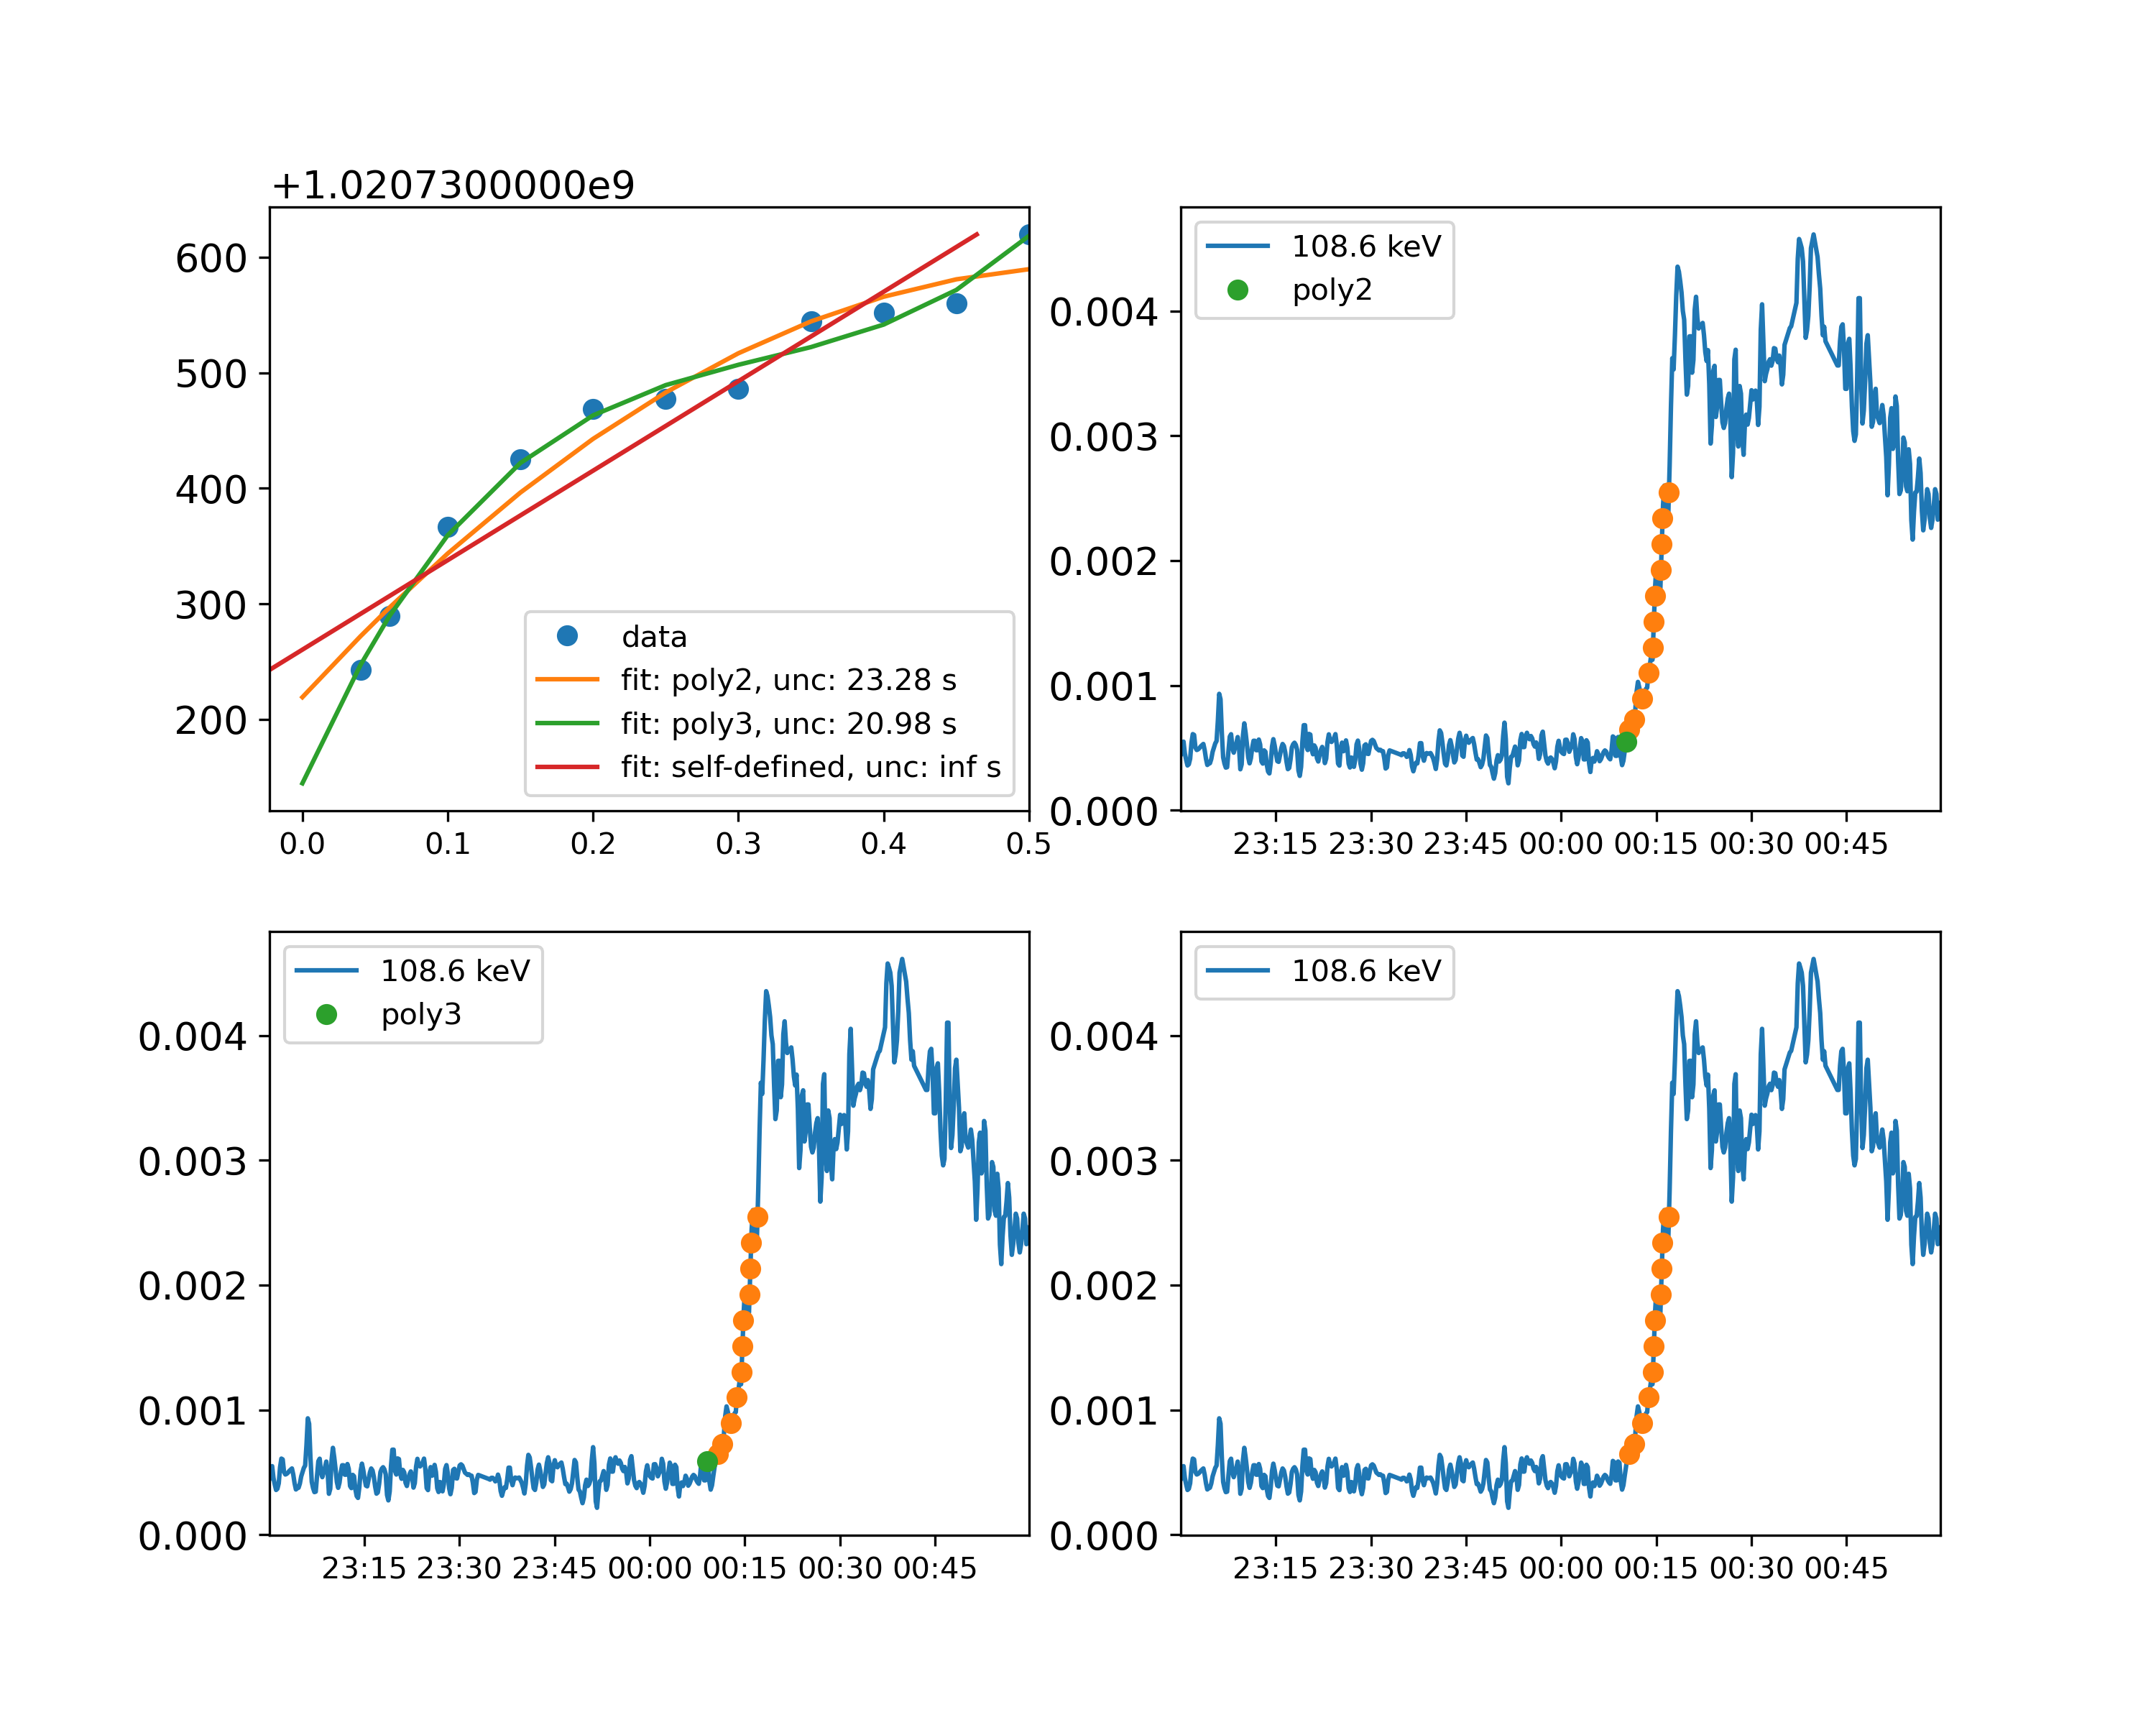 +1.0207300000e9
600
500
400
300
200
data
fit: poly2, unc: 23.28 s
fit: poly3, unc: 20.98 s
fit: self-defined, unc: inf s
0.0 0.1 0.2 0.3 0.4 0.5
108.6 keV
poly2
0.004
0.003
0.002
0.001
0.000
23:15 23:30 23:45 00:00 00:15 00:30 00:45
108.6 keV
poly3
0.004
0.003
0.002
0.001
0.000
23:15 23:30 23:45 00:00 00:15 00:30 00:45
108.6 keV
0.004
0.003
0.002
0.001
0.000
23:15 23:30 23:45 00:00 00:15 00:30 00:45